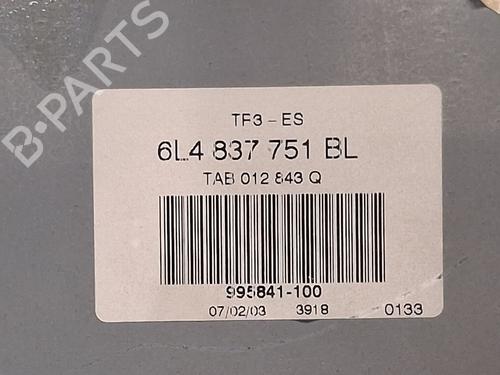 B-PARTS
TF3-ES
6L4 837 751 BL
TAB 012 843 Q
995841-100
07/02/03 3918 0133